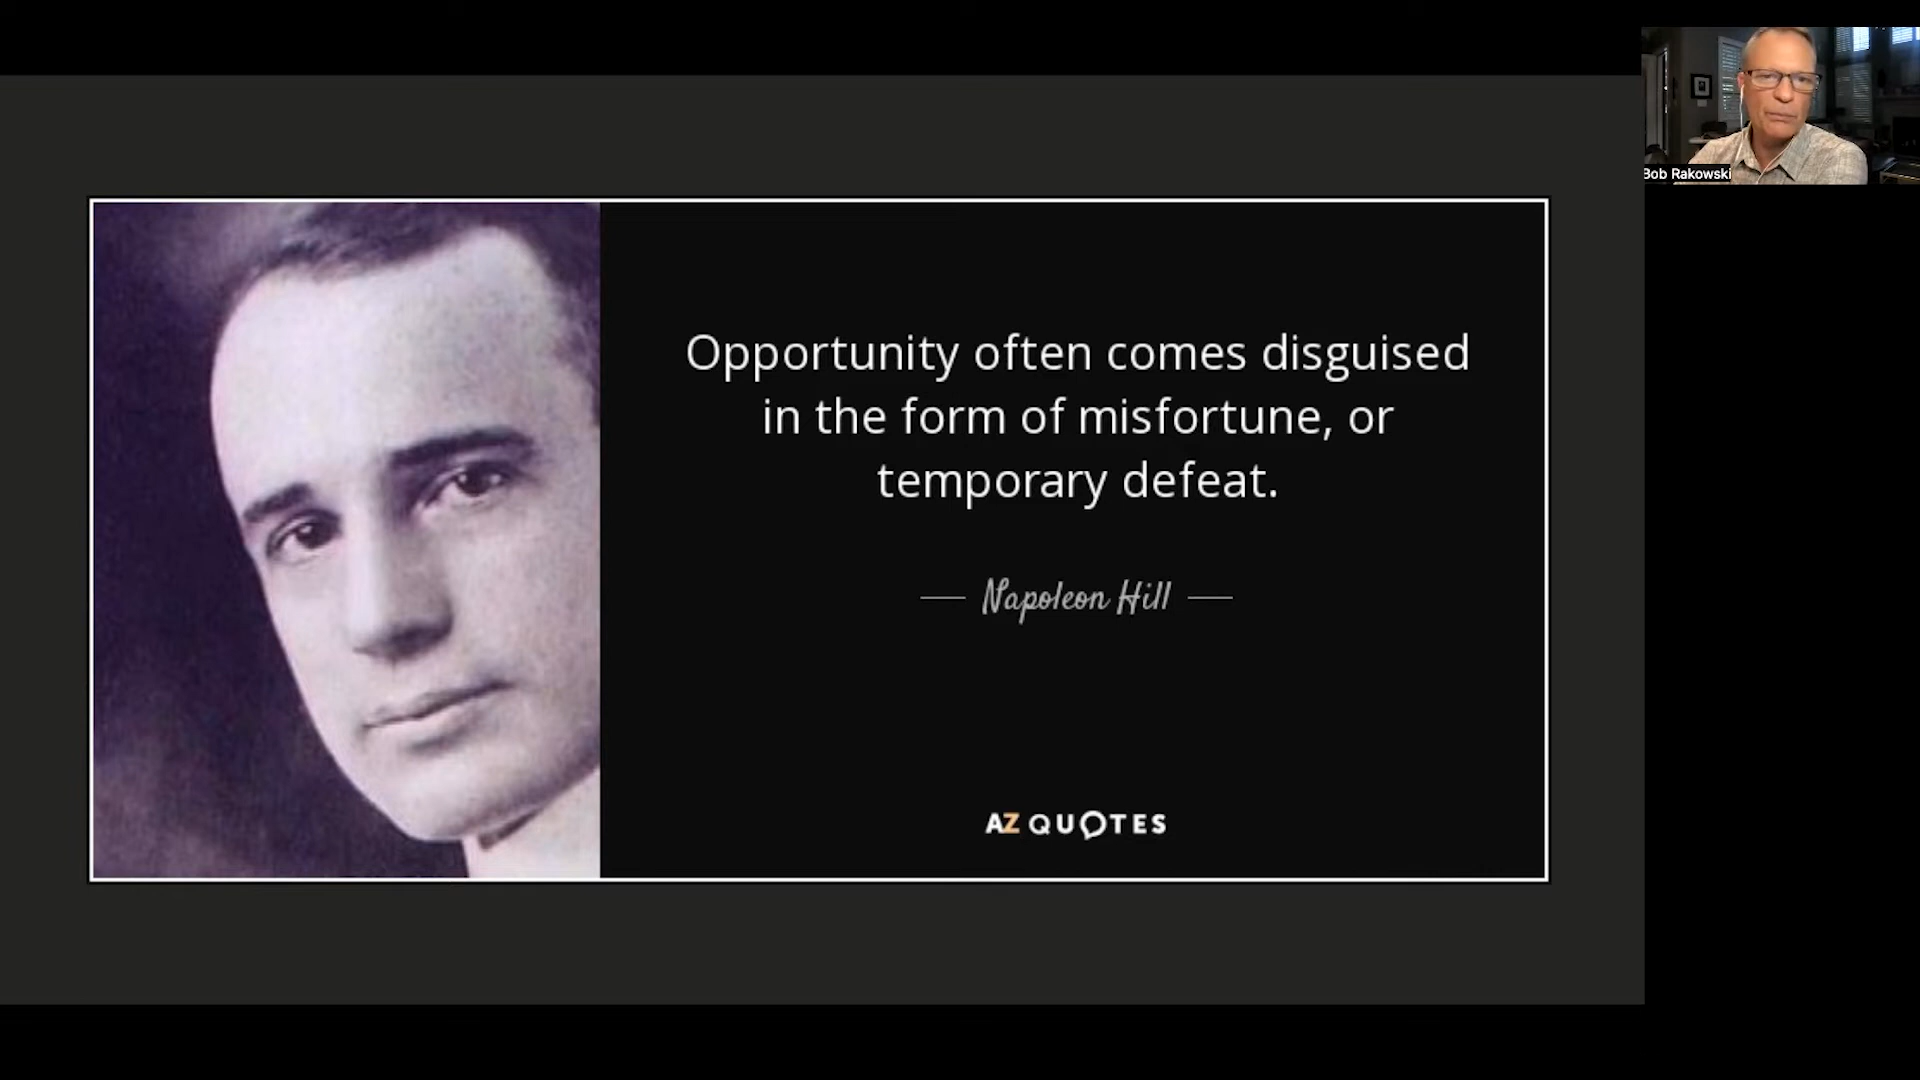 Opportunity often comes disguised
in the form of misfortune, or
temporary defeat.
Napoleon Hill
AZ QUOTES
Bob Rakowski